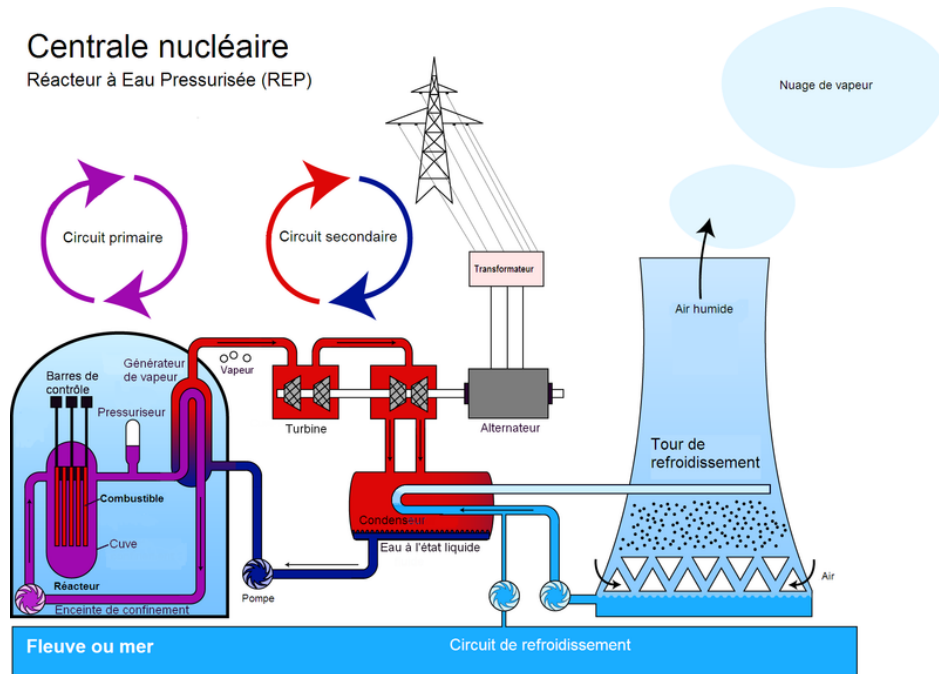 Centrale nucléaire
Réacteur à Eau Pressurisée (REP)
Nuage de vapeur
Circuit primaire
Circuit secondaire
Transformateur
Air humide
Générateur
de vapeur
Vapeur
Barres de
contrôle
Pressuriseur
Turbine
Alternateur
Tour de
refroidissement
Combustible
Cuve
Eau à l'état liquide
Réacteur
Pompe
Air
Enceinte de confinement
Fleuve ou mer
Circuit de refroidissement